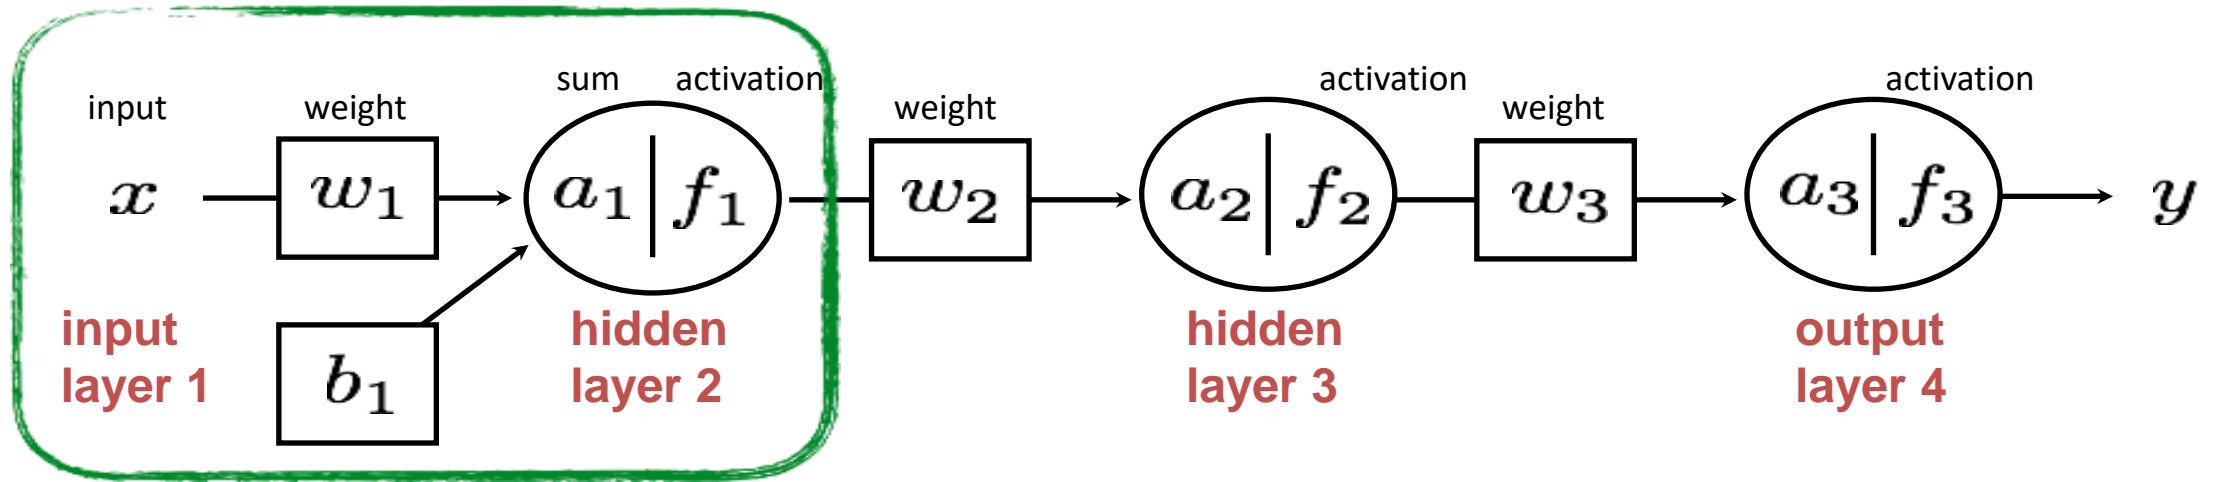 sum activation activation activation
input weight weight weight
x w₁ a₁ | f₁ w₂ a₂ | f₂ w₃ a₃ | f₃ y
input hidden hidden output
layer 1 layer 2 layer 3 layer 4
b₁